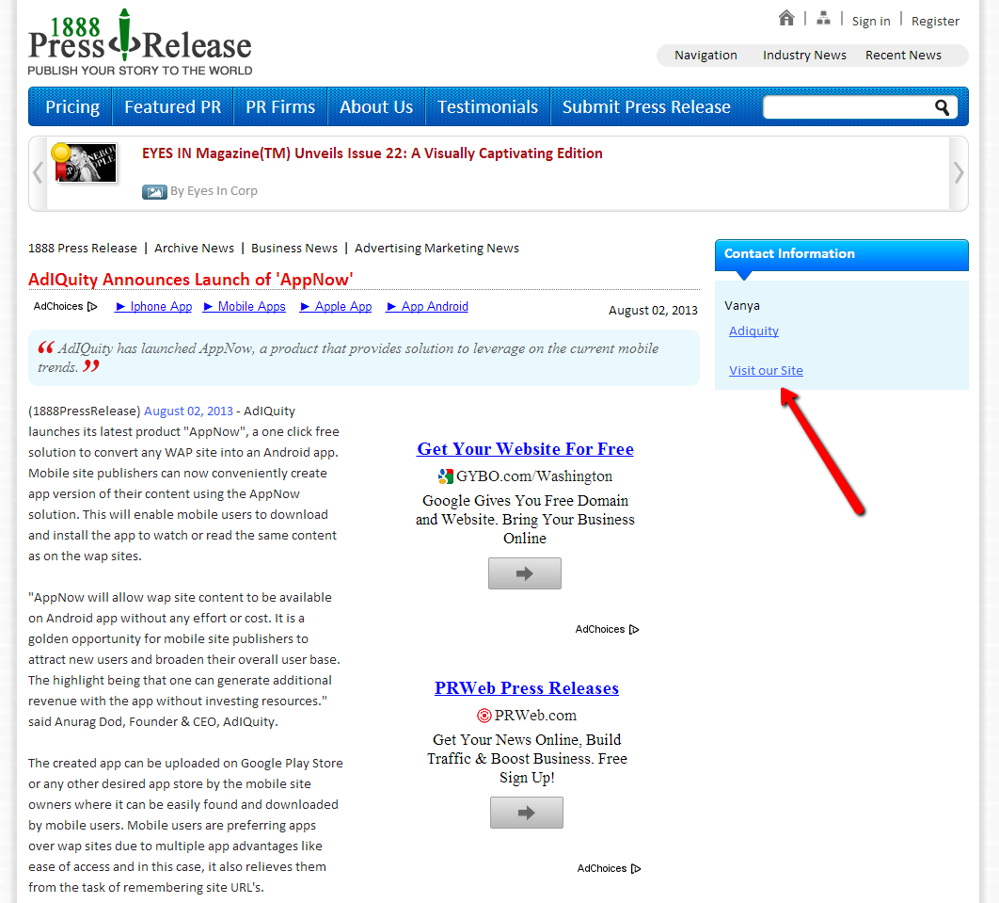 1888
Press Release
PUBLISH YOUR STORY TO THE WORLD
Sign in
Register
Navigation
Industry News
Recent News
Pricing
Featured PR
PR Firms
About Us
Testimonials
Submit Press Release
EYES IN Magazine(TM) Unveils Issue 22: A Visually Captivating Edition
By Eyes In Corp
1888 Press Release | Archive News | Business News | Advertising Marketing News
AdIQuity Announces Launch of 'AppNow'
AdChoices
Iphone App
Mobile Apps
Apple App
App Android
August 02, 2013
“ AdIQuity has launched AppNow, a product that provides solution to leverage on the current mobile
trends. ”
(1888PressRelease) August 02, 2013 - AdIQuity
launches its latest product "AppNow", a one click free
solution to convert any WAP site into an Android app.
Mobile site publishers can now conveniently create
app version of their content using the AppNow
solution. This will enable mobile users to download
and install the app to watch or read the same content
as on the wap sites.
"AppNow will allow wap site content to be available
on Android app without any effort or cost. It is a
golden opportunity for mobile site publishers to
attract new users and broaden their overall user base.
The highlight being that one can generate additional
revenue with the app without investing resources."
said Anurag Dod, Founder & CEO, AdIQuity.
The created app can be uploaded on Google Play Store
or any other desired app store by the mobile site
owners where it can be easily found and downloaded
by mobile users. Mobile users are preferring apps
over wap sites due to multiple app advantages like
ease of access and in this case, it also relieves them
from the task of remembering site URL's.
Get Your Website For Free
GYBO.com/Washington
Google Gives You Free Domain
and Website. Bring Your Business
Online
AdChoices
PRWeb Press Releases
PRWeb.com
Get Your News Online, Build
Traffic & Boost Business. Free
Sign Up!
AdChoices
Contact Information
Vanya
Adiquity
Visit our Site